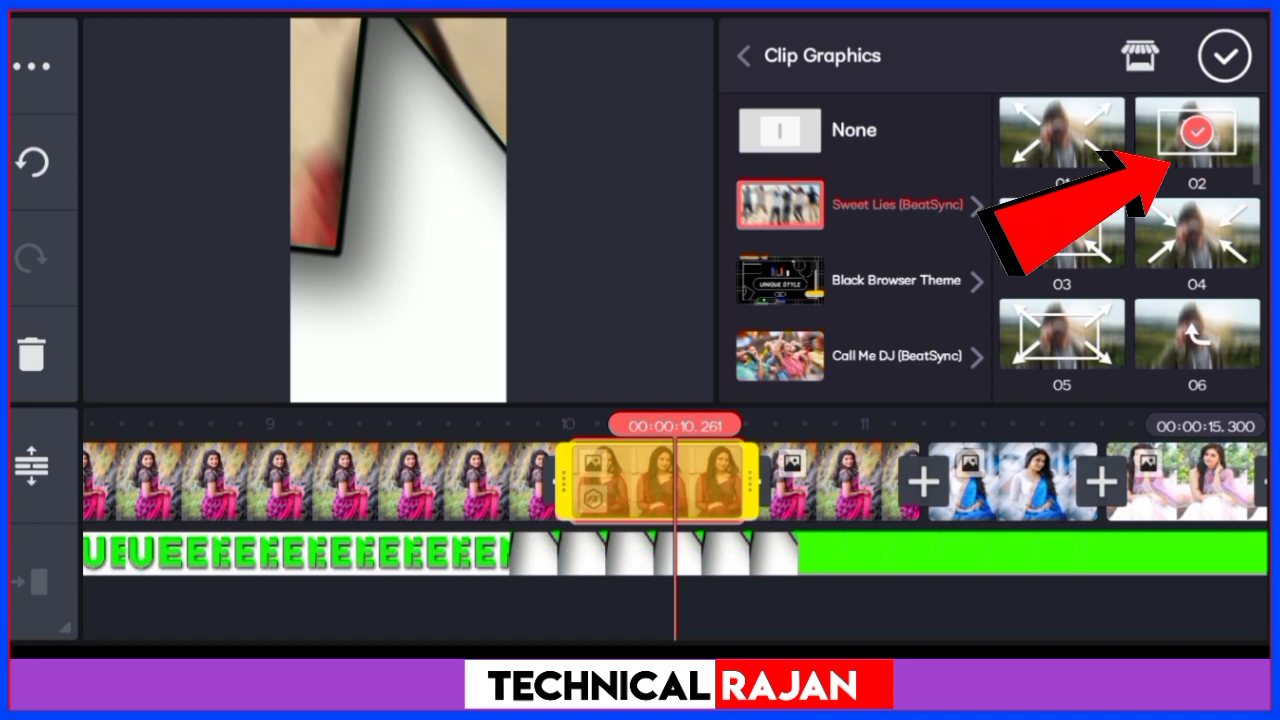 Clip Graphics
None
Sweet Lies (BeatSync)
UNIQUE STYLE
Black Browser Theme
Call Me DJ (BeatSync)
02
03
04
05
06
9
10
00:00:10.261
11
00:00:15.300
FX
TECHNICAL RAJAN